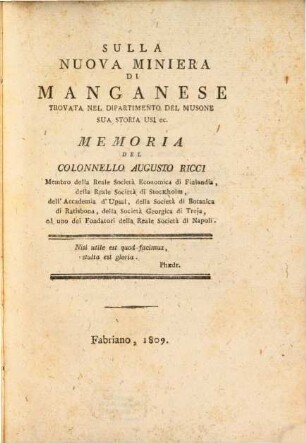 SULLA
NUOVA MINIERA
DI
MANGANESE
TROVATA NEL DIPARTIMENTO DEL MUSONE
SUA STORIA USI ec.
MEMORIA
DEL
COLONNELLO AUGUSTO RICCI
Membro della Reale Società Economica di Finlandia,
della Reale Società di Stockholm,
dell'Accademia d'Upsal, della Società di Botanica
di Ratisbona, della Società Georgica di Treja,
ed uno dei Fondatori della Reale Società di Napoli.
Nisi utile est quod facimus,
stulta est gloria.
Phædr.
Fabriano, 1809.